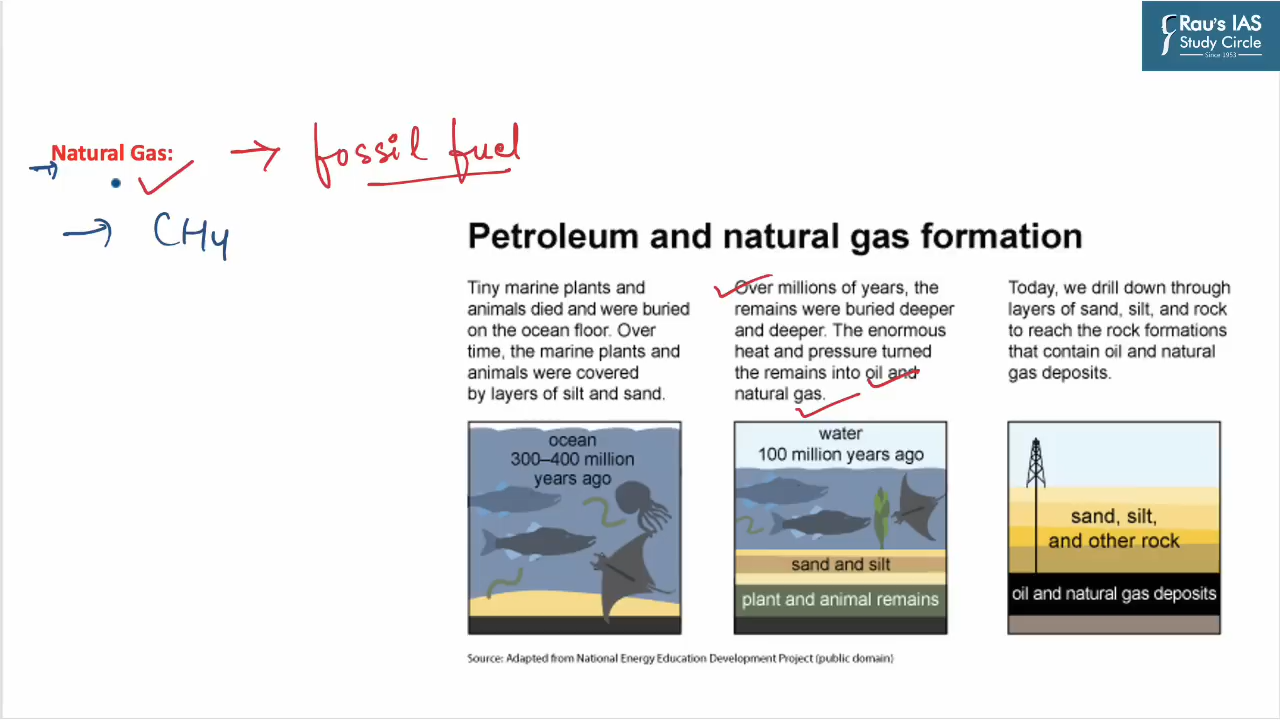 Rau's IAS
Study Circle
Since 1953
Natural Gas:
→ fossil fuel
→ CH4
Petroleum and natural gas formation
Tiny marine plants and
animals died and were buried
on the ocean floor. Over
time, the marine plants and
animals were covered
by layers of silt and sand.
Over millions of years, the
remains were buried deeper
and deeper. The enormous
heat and pressure turned
the remains into oil and
natural gas.
Today, we drill down through
layers of sand, silt, and rock
to reach the rock formations
that contain oil and natural
gas deposits.
ocean
300–400 million
years ago
water
100 million years ago
sand and silt
plant and animal remains
sand, silt,
and other rock
oil and natural gas deposits
Source: Adapted from National Energy Education Development Project (public domain)